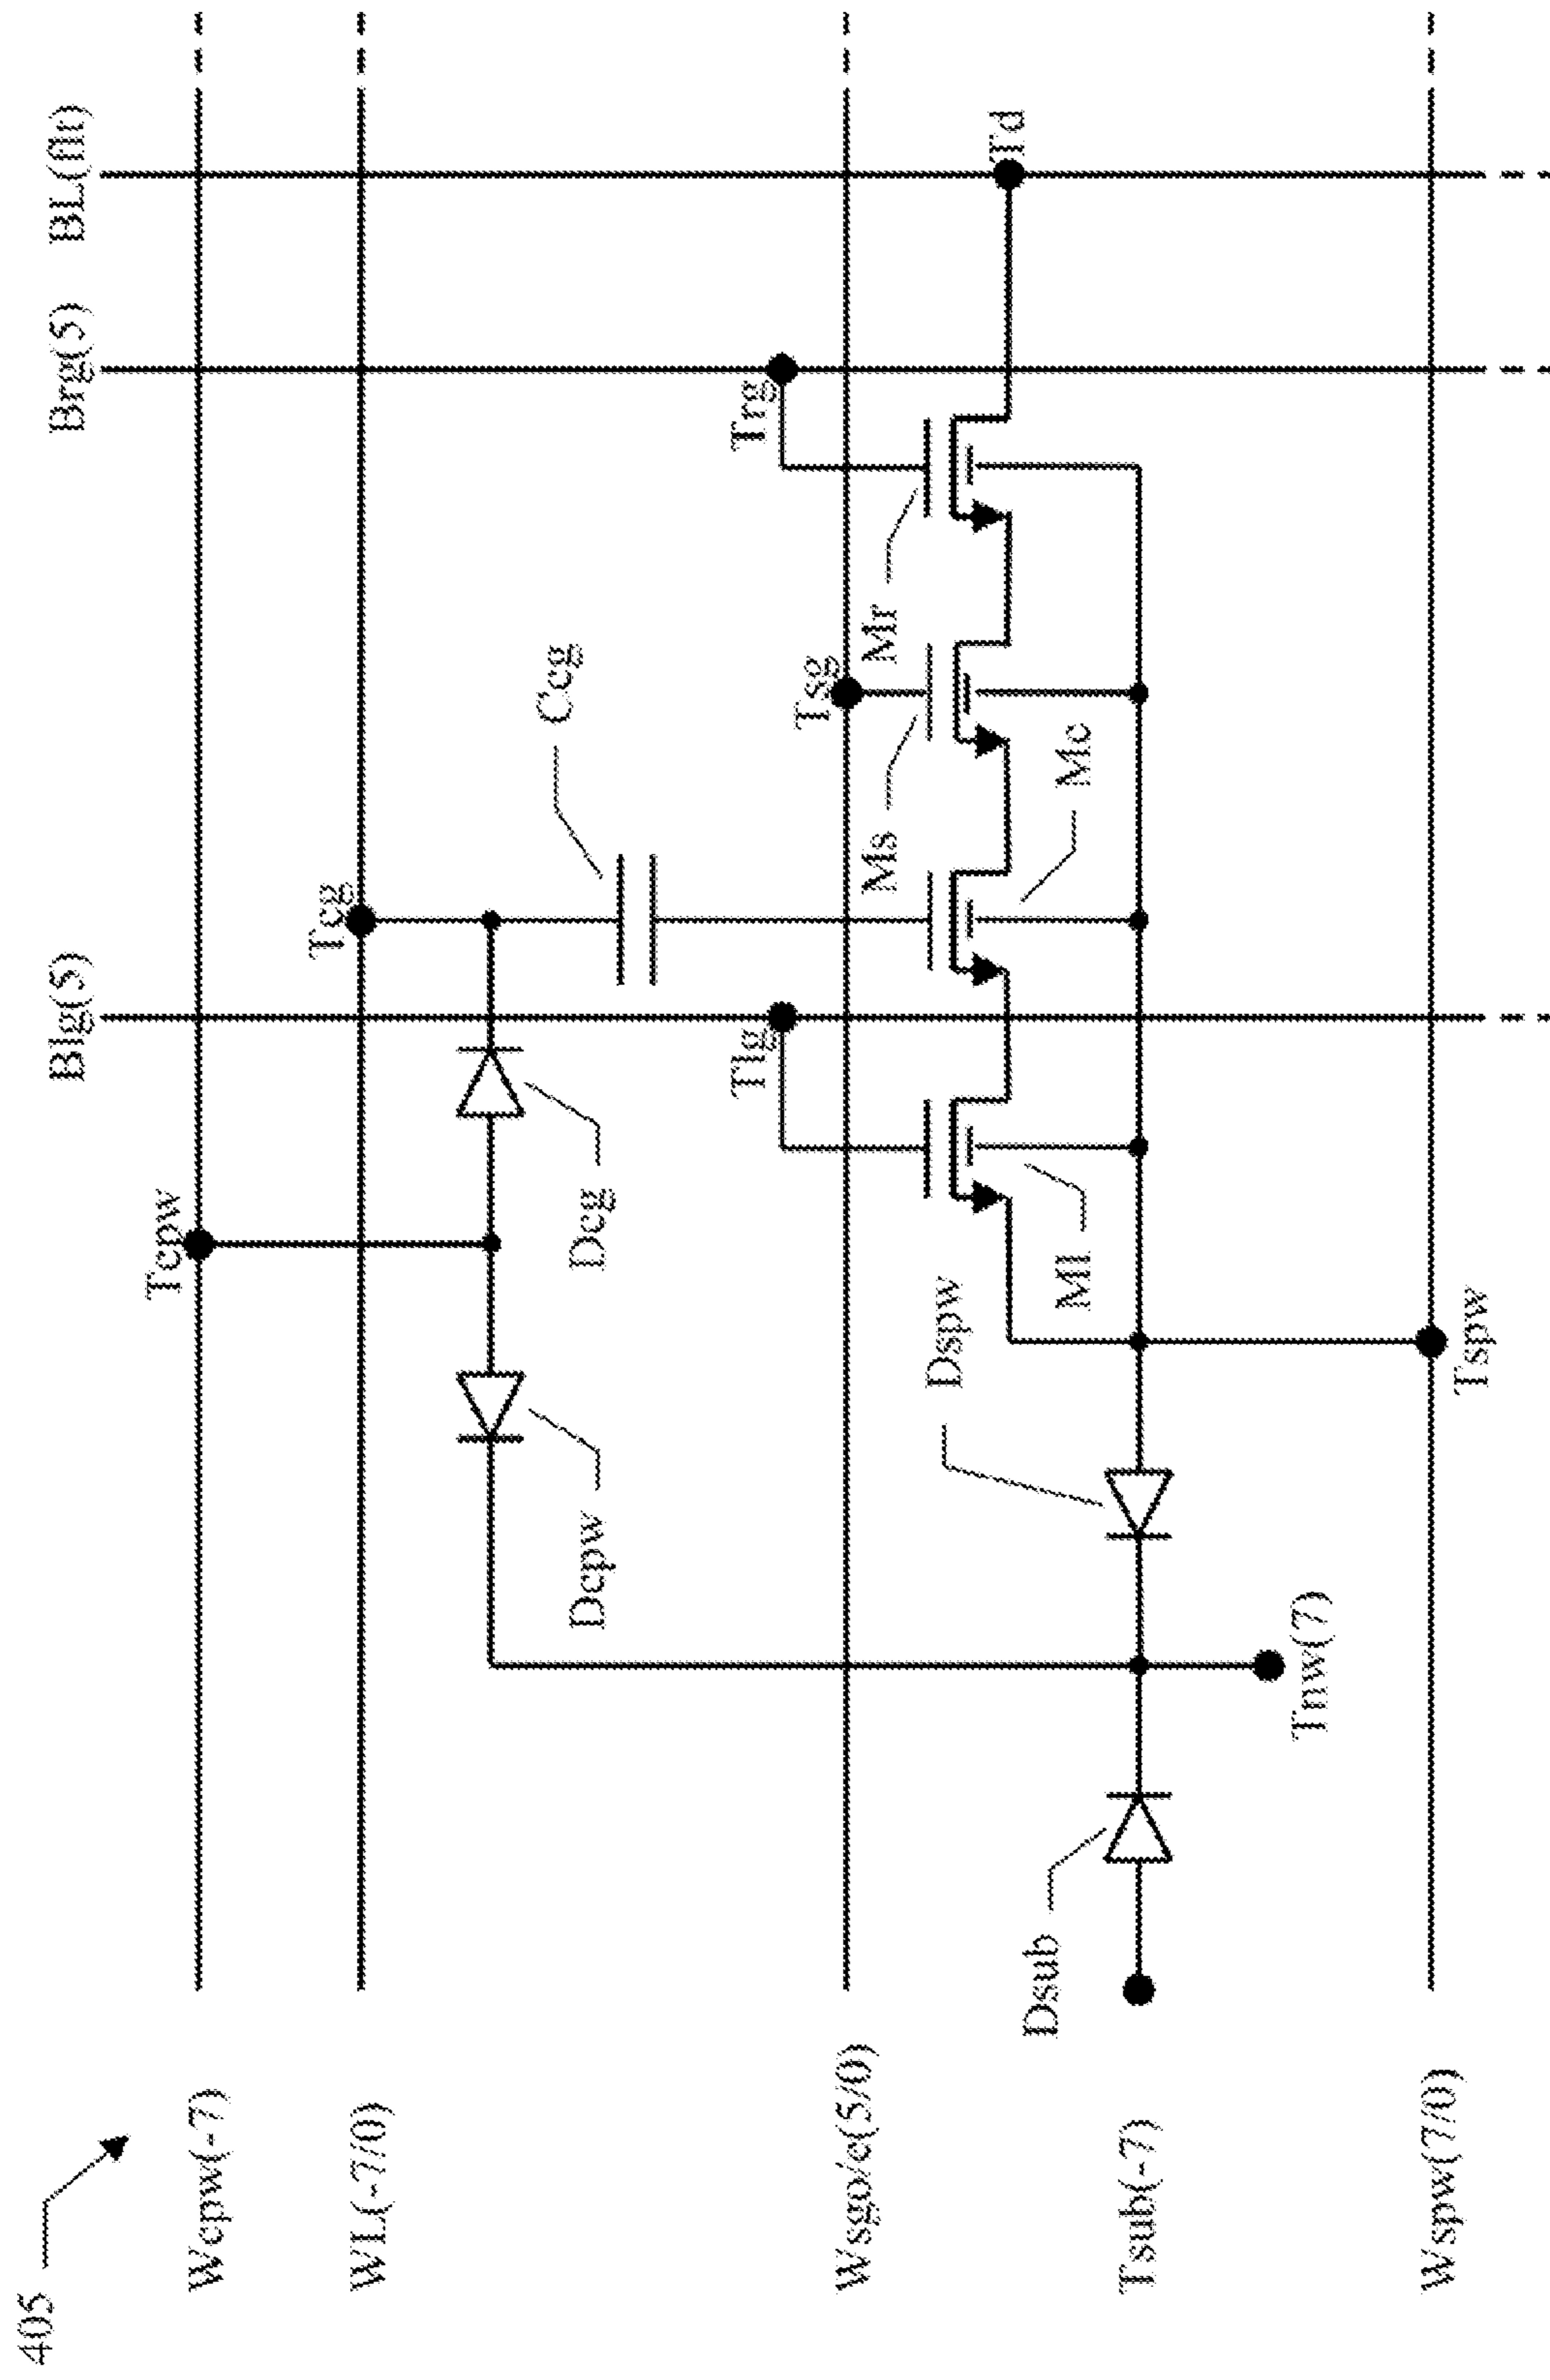 405
Wcpw(-7)
WL(-7/0)
Wsgo/e(5/0)
Tsub(-7)
Wspw(7/0)
Blg(5)
Brg(5)
BL(flt)
Tcpw
Tcg
Dcpw
Dcg
Ccg
Tlg
Tsg
Trg
Td
Ms
Mr
Ml
Mc
Dspw
Dsub
Tnw(7)
Tspw